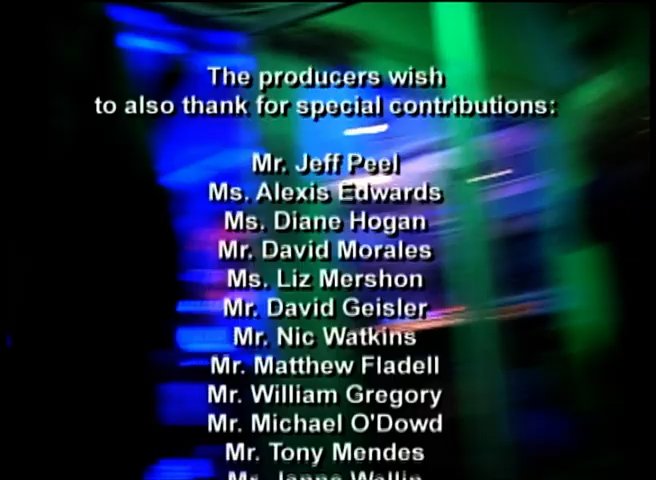 The producers wish
to also thank for special contributions:
Mr. Jeff Peel
Ms. Alexis Edwards
Ms. Diane Hogan
Mr. David Morales
Ms. Liz Mershon
Mr. David Geisler
Mr. Nic Watkins
Mr. Matthew Fladell
Mr. William Gregory
Mr. Michael O'Dowd
Mr. Tony Mendes
Mr.